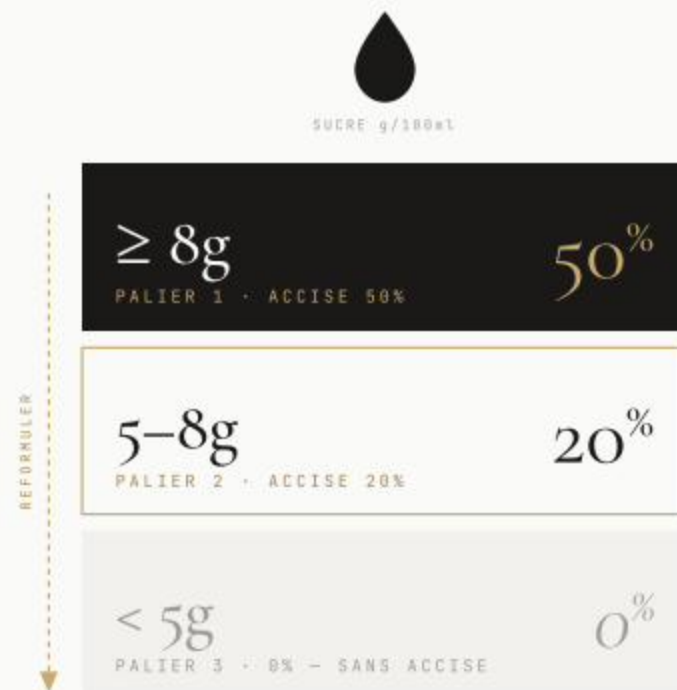 SUCRE g/100ml
≥ 8g
50%
PALIER 1 · ACCISE 50%
REFORMULER
5–8g
20%
PALIER 2 · ACCISE 20%
< 5g
0%
PALIER 3 · 0% — SANS ACCISE